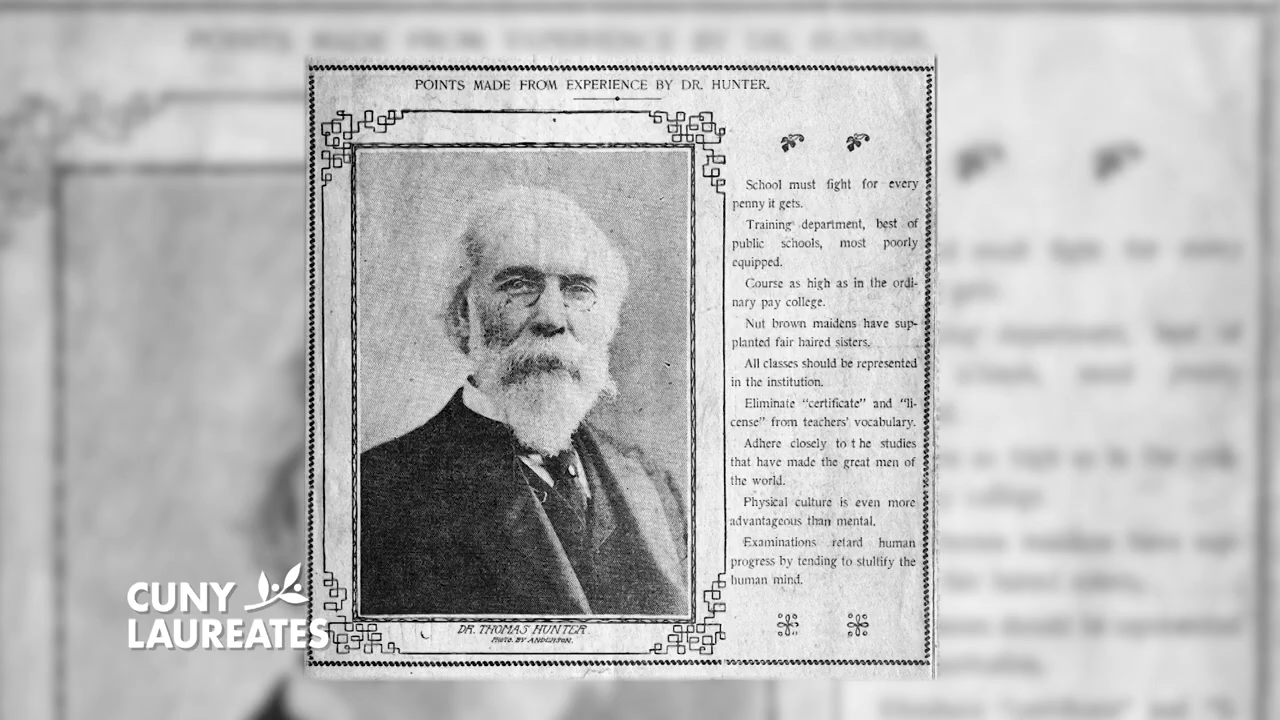 POINTS MADE FROM EXPERIENCE BY DR. HUNTER.
School must fight for every
penny it gets.
Training department, best of
public schools, most poorly
equipped.
Course as high as in the ordi-
nary pay college.
Nut brown maidens have sup-
planted fair haired sisters.
All classes should be represented
in the institution.
Eliminate "certificate" and "li-
cense" from teachers' vocabulary.
Adhere closely to the studies
that have made the great men of
the world.
Physical culture is even more
advantageous than mental.
Examinations retard human
progress by tending to stultify the
human mind.
DR. THOMAS HUNTER.
PHOTO. BY ANDERSON.
CUNY
LAUREATES